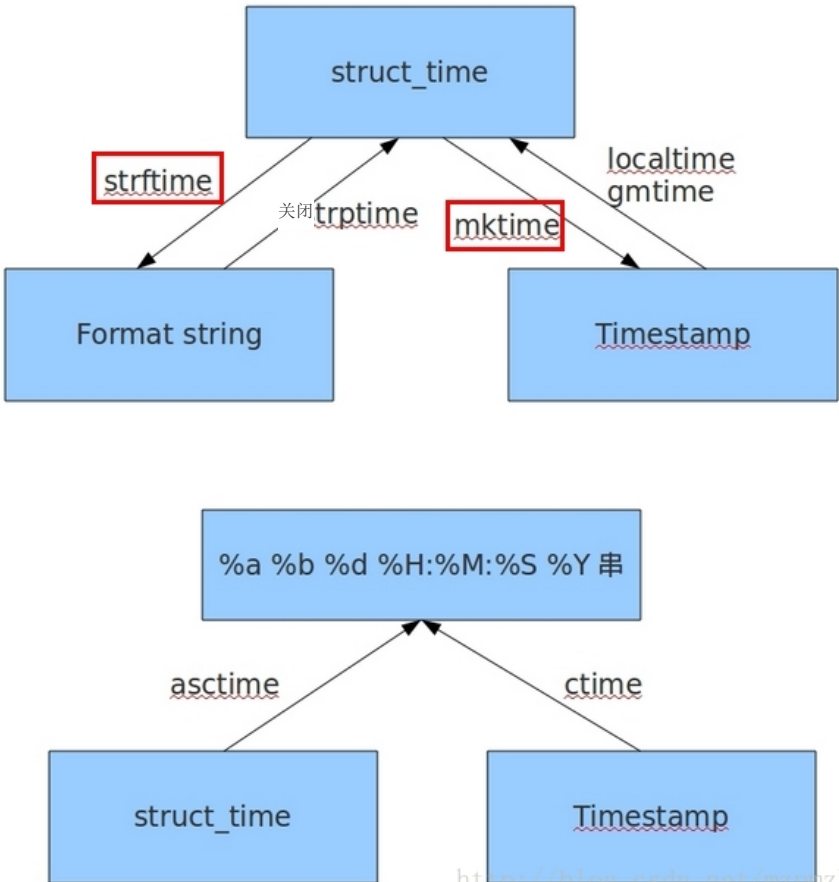 struct_time
strftime
关闭trptime
mktime
localtime
gmtime
Format string
Timestamp
%a %b %d %H:%M:%S %Y 串
asctime
ctime
struct_time
Timestamp